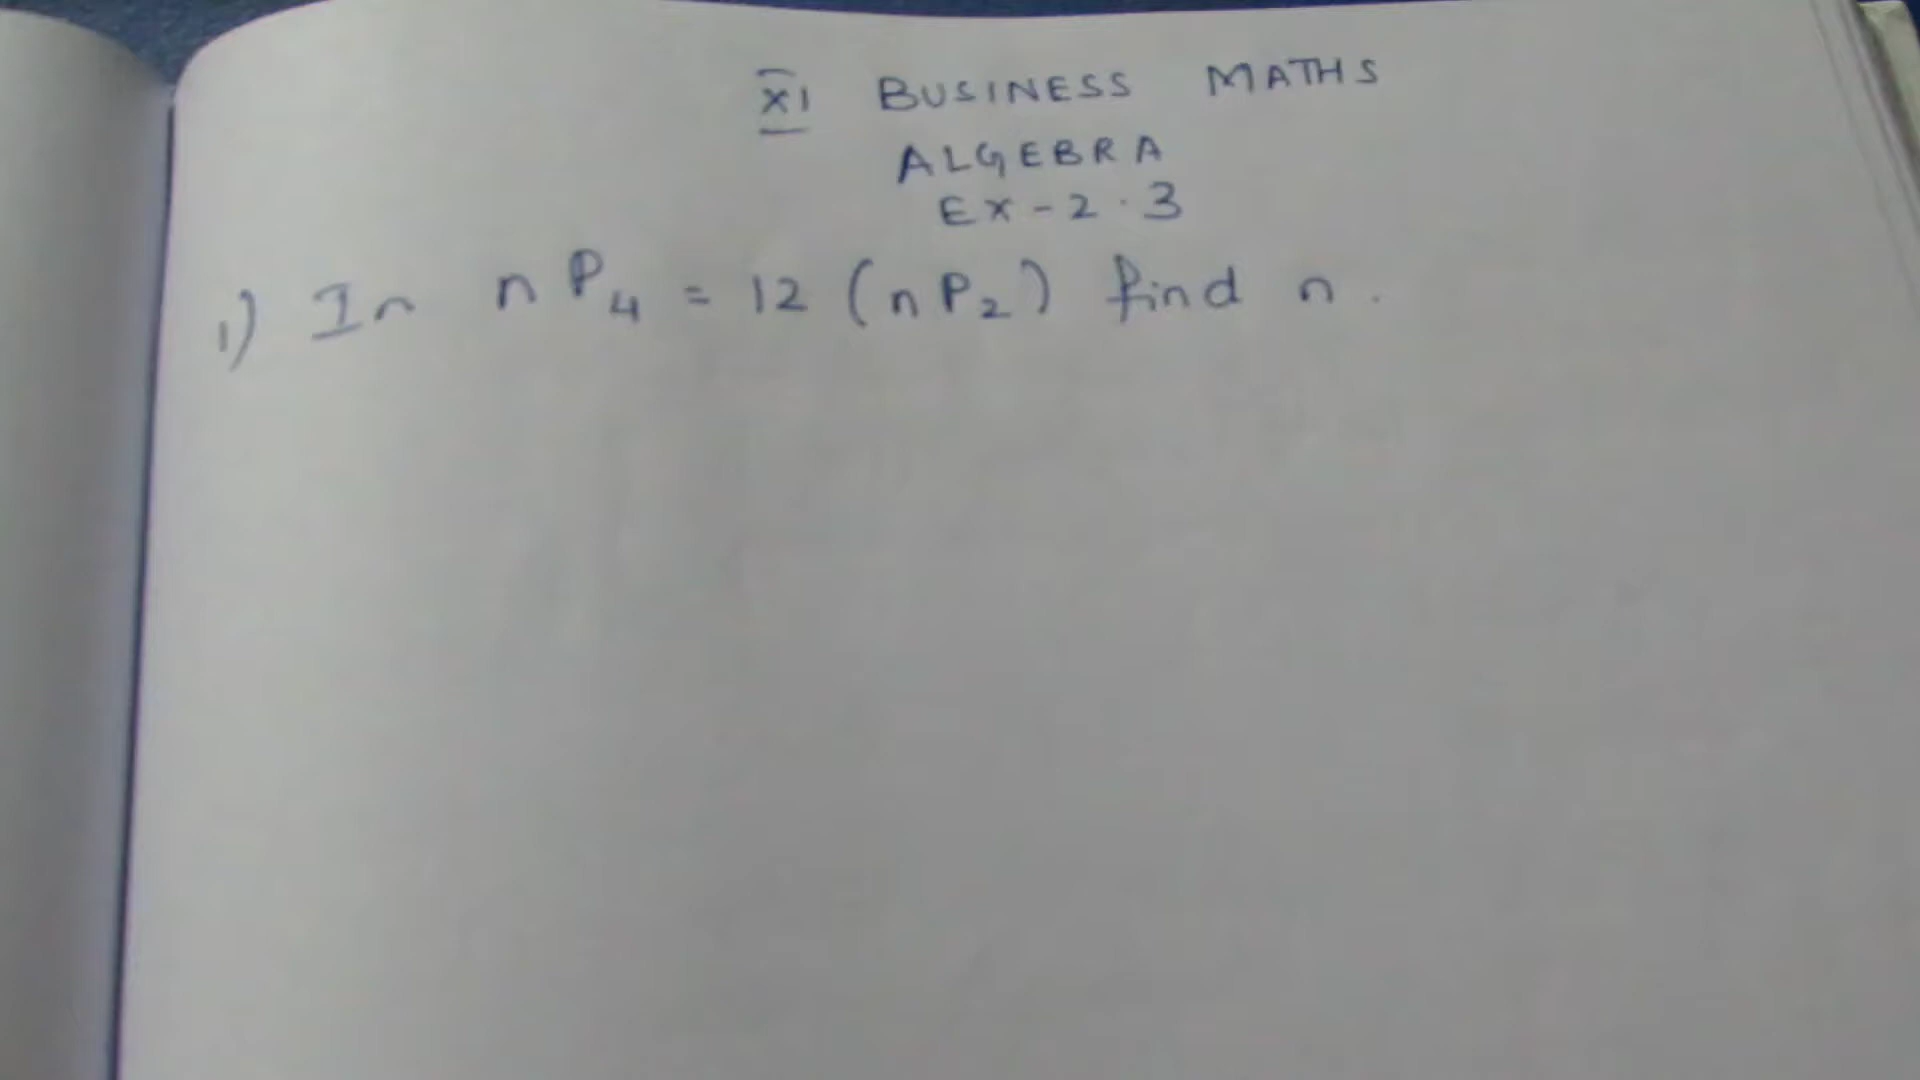 XI BUSINESS MATHS
ALGEBRA
EX-2.3
1) In nP₄ = 12 (nP₂) find n.